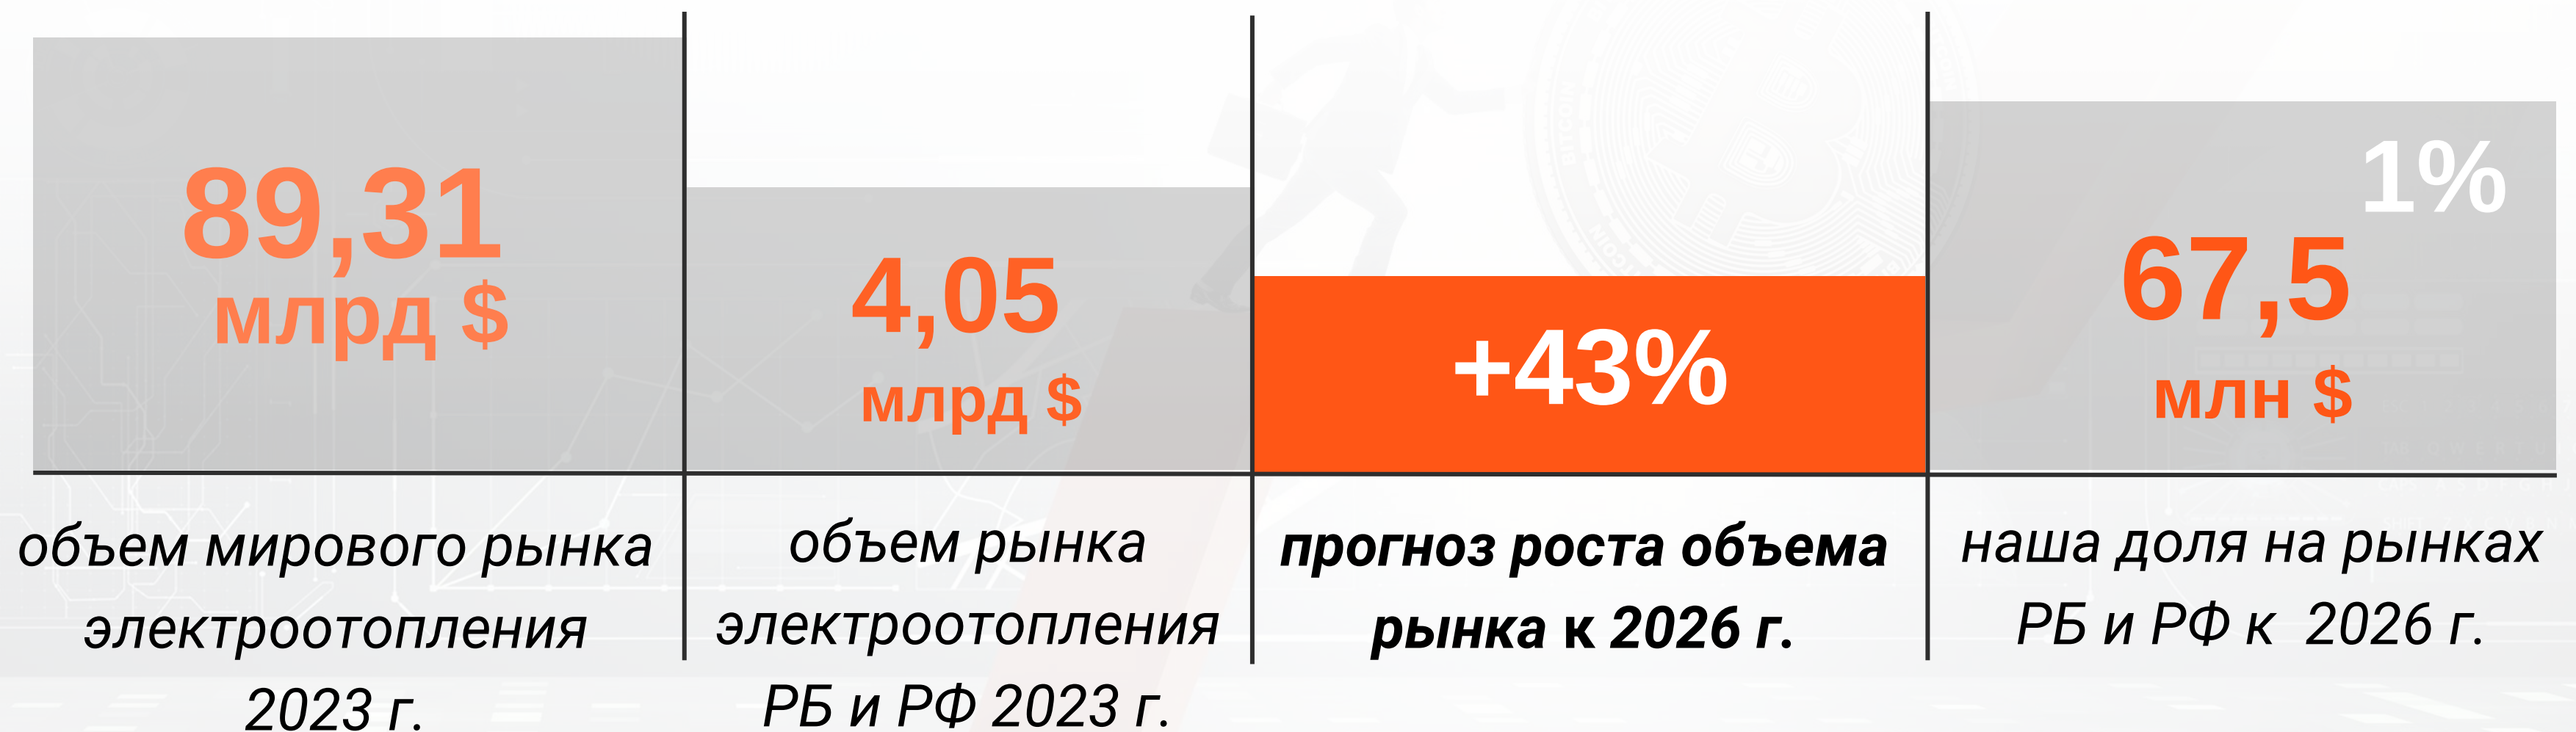 89,31
млрд $
4,05
млрд $
+43%
1%
67,5
млн $
объем мирового рынка
электроотопления
2023 г.
объем рынка
электроотопления
РБ и РФ 2023 г.
прогноз роста объема
рынка к 2026 г.
наша доля на рынках
РБ и РФ к 2026 г.
BITCOIN